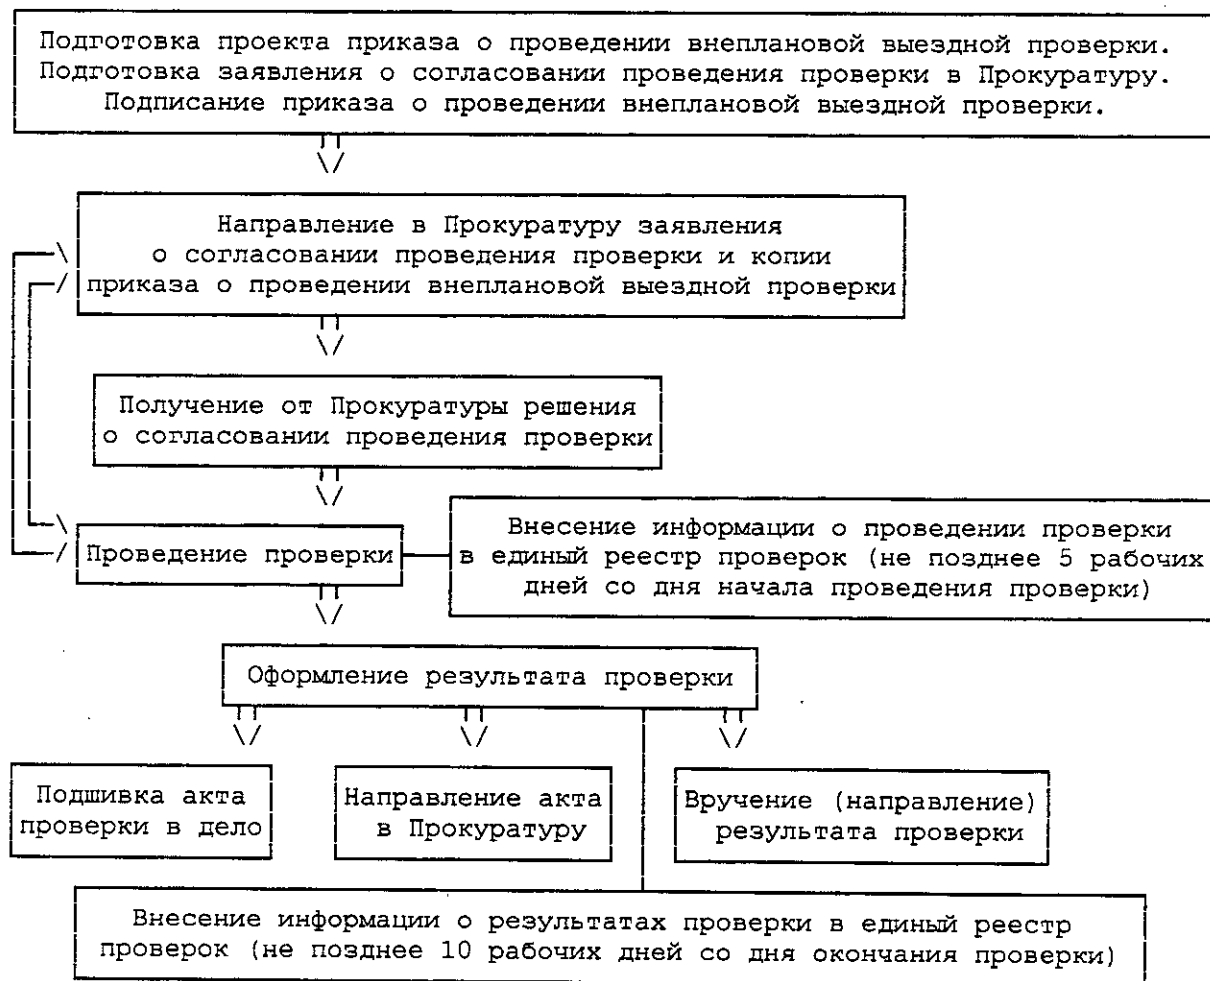 Подготовка проекта приказа о проведении внеплановой выездной проверки.
Подготовка заявления о согласовании проведения проверки в Прокуратуру.
Подписание приказа о проведении внеплановой выездной проверки.
Направление в Прокуратуру заявления
о согласовании проведения проверки и копии
приказа о проведении внеплановой выездной проверки
Получение от Прокуратуры решения
о согласовании проведения проверки
Проведение проверки
Внесение информации о проведении проверки
в единый реестр проверок (не позднее 5 рабочих
дней со дня начала проведения проверки)
Оформление результата проверки
Подшивка акта
проверки в дело
Направление акта
в Прокуратуру
Вручение (направление)
результата проверки
Внесение информации о результатах проверки в единый реестр
проверок (не позднее 10 рабочих дней со дня окончания проверки)